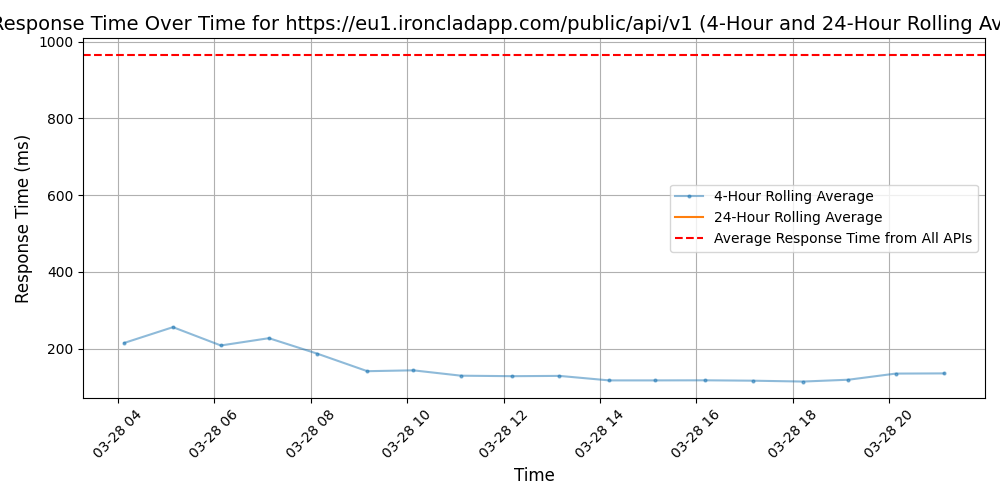 Response Time Over Time for https://eu1.ironcladapp.com/public/api/v1 (4-Hour and 24-Hour Rolling Av
1000
800
600
400
200
Response Time (ms)
4-Hour Rolling Average
24-Hour Rolling Average
Average Response Time from All APIs
03-28 04
03-28 06
03-28 08
03-28 10
03-28 12
03-28 14
03-28 16
03-28 18
03-28 20
Time